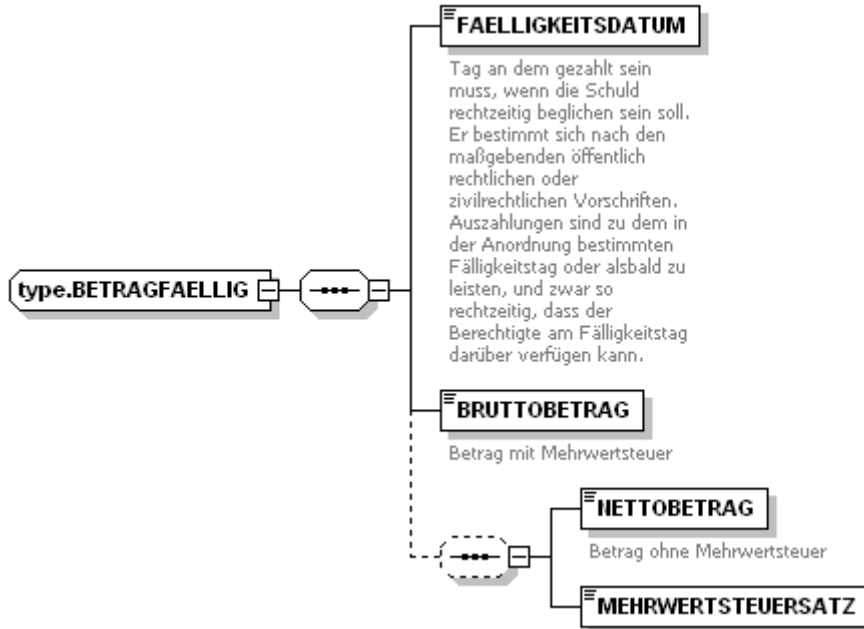 FAELLIGKEITSDATUM
Tag an dem gezahlt sein
muss, wenn die Schuld
rechtzeitig beglichen sein soll.
Er bestimmt sich nach den
maßgebenden öffentlich
rechtlichen oder
zivilrechtlichen Vorschriften.
Auszahlungen sind zu dem in
der Anordnung bestimmten
Fälligkeitstag oder alsbald zu
leisten, und zwar so
rechtzeitig, dass der
Berechtigte am Fälligkeitstag
darüber verfügen kann.
type.BETRAGFAELLIG
BRUTTOBETRAG
Betrag mit Mehrwertsteuer
NETTOBETRAG
Betrag ohne Mehrwertsteuer
MEHRWERTSTEUERSATZ